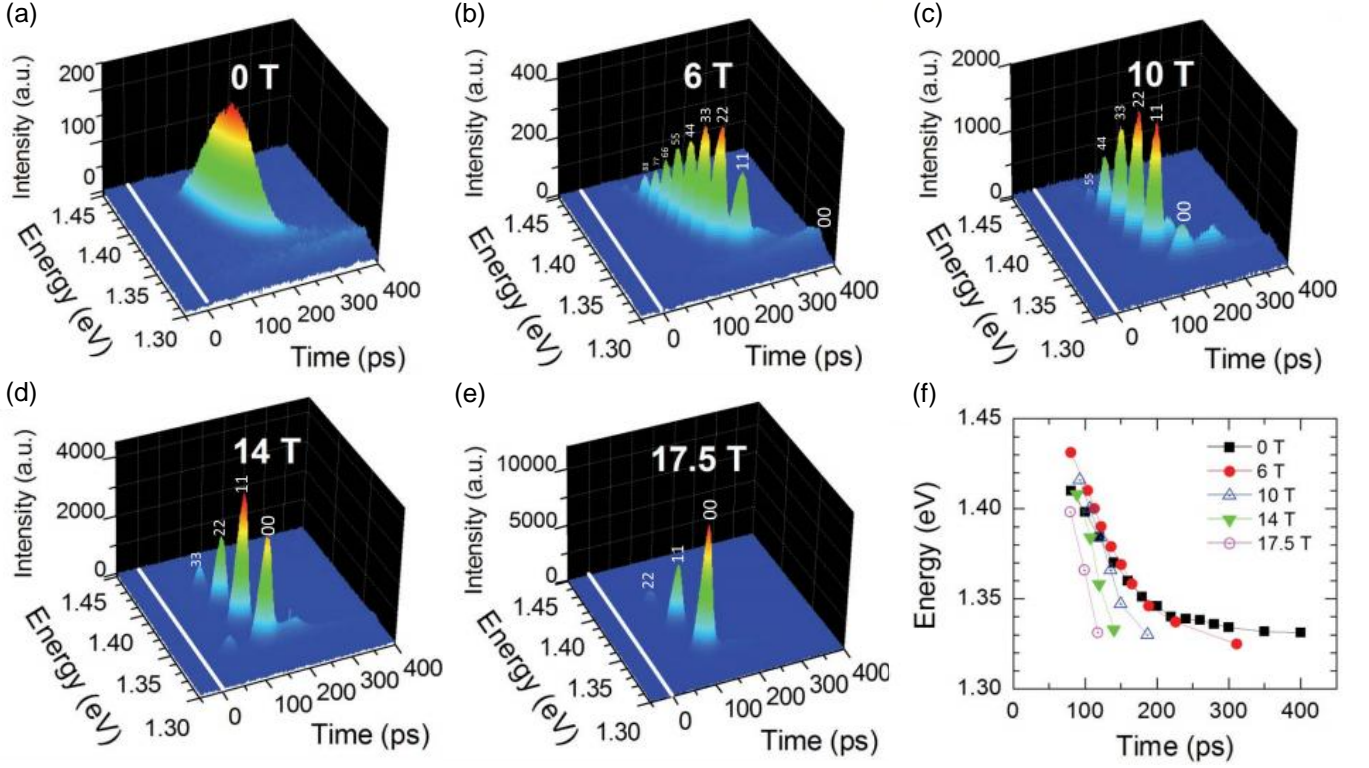 (a)
0 T
Intensity (a.u.)
200
100
0
1.45
1.40
1.35
1.30
Energy (eV)
0
100
200
300
400
Time (ps)
(b)
6 T
Intensity (a.u.)
400
200
0
88
77
66
55
44
33
22
11
00
1.45
1.40
1.35
1.30
Energy (eV)
0
100
200
300
400
Time (ps)
(c)
10 T
Intensity (a.u.)
2000
1000
0
55
44
33
22
11
00
1.45
1.40
1.35
1.30
Energy (eV)
0
100
200
300
400
Time (ps)
(d)
14 T
Intensity (a.u.)
4000
2000
0
33
22
11
00
1.45
1.40
1.35
1.30
Energy (eV)
0
100
200
300
400
Time (ps)
(e)
17.5 T
Intensity (a.u.)
10000
5000
0
22
11
00
1.45
1.40
1.35
1.30
Energy (eV)
0
100
200
300
400
Time (ps)
(f)
1.45
1.40
1.35
1.30
Energy (eV)
0 T
6 T
10 T
14 T
17.5 T
0
100
200
300
400
Time (ps)